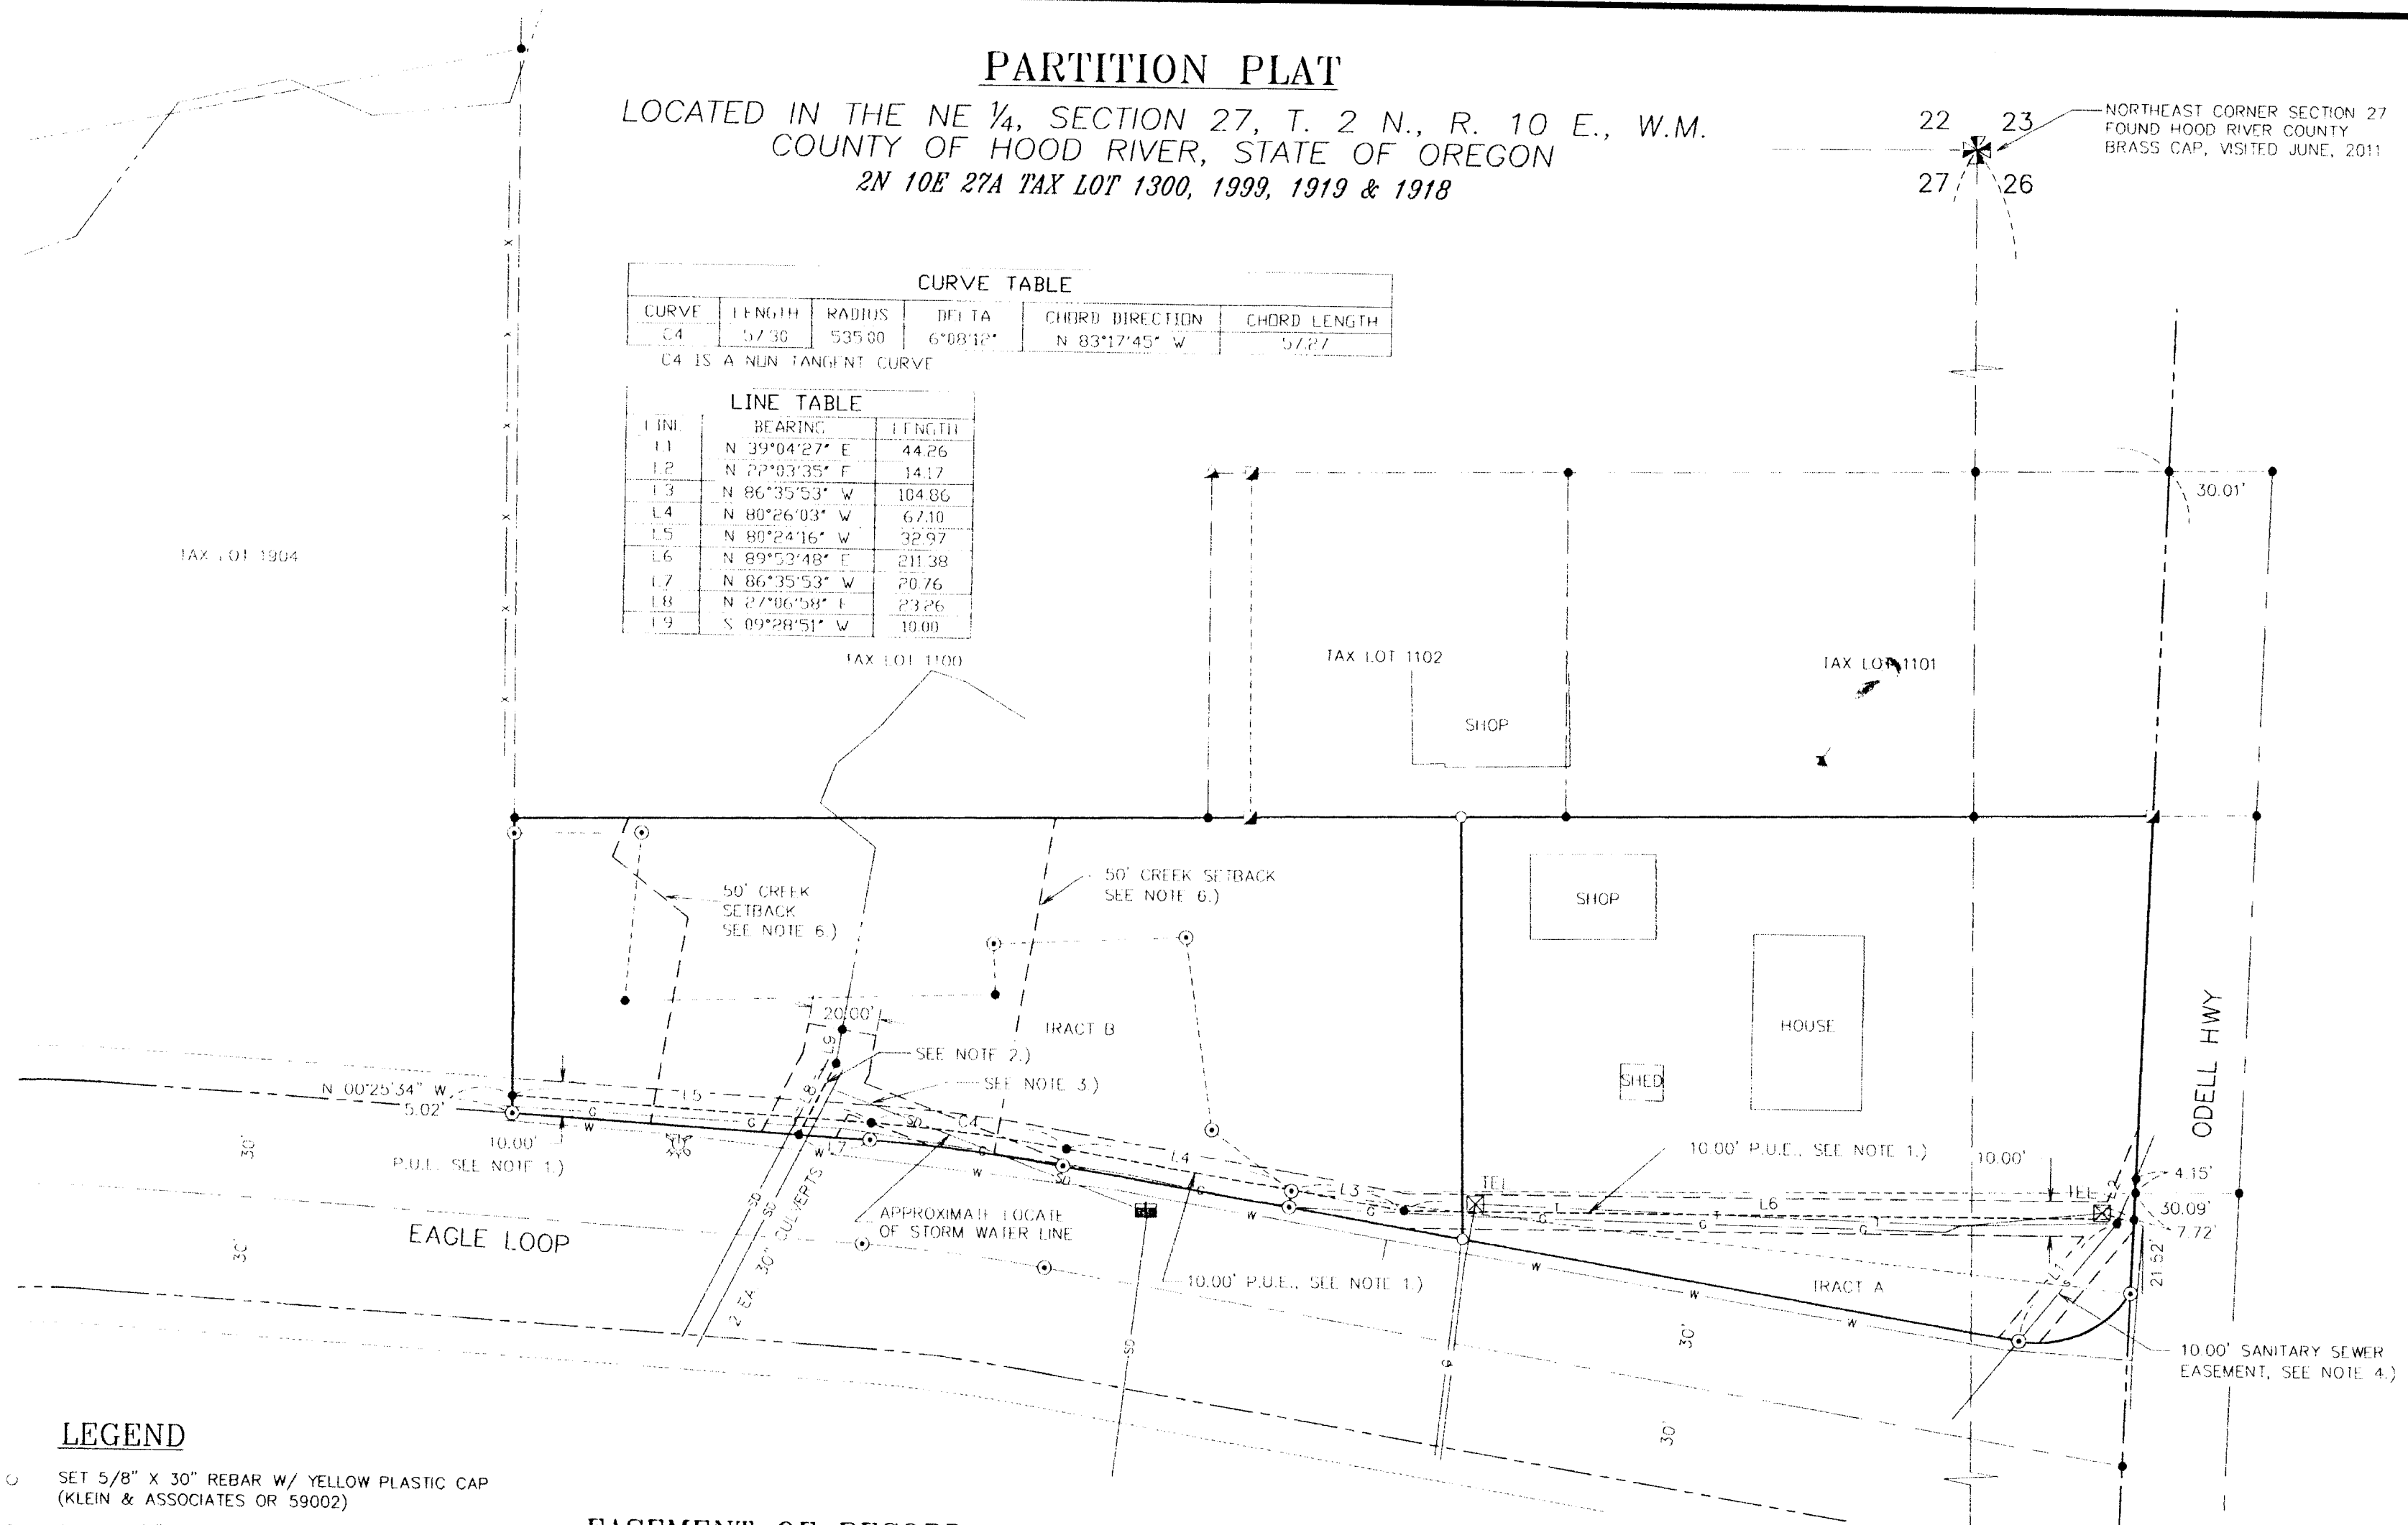 PARTITION PLAT
LOCATED IN THE NE ¼, SECTION 27, T. 2 N., R. 10 E., W.M.
COUNTY OF HOOD RIVER, STATE OF OREGON
2N 10E 27A TAX LOT 1300, 1999, 1919 & 1918
22 23
27 26
NORTHEAST CORNER SECTION 27
FOUND HOOD RIVER COUNTY
BRASS CAP, VISITED JUNE, 2011
CURVE TABLE
CURVE LENGTH RADIUS DELTA CHORD DIRECTION CHORD LENGTH
C4 57.30 535.00 6°08'12" N 83°17'45" W 57.27
C4 IS A NON TANGENT CURVE
LINE TABLE
LINE BEARING LENGTH
L1 N 39°04'27" E 44.26
L2 N 22°03'35" E 14.17
L3 N 86°35'53" W 104.86
L4 N 80°26'03" W 67.10
L5 N 80°24'16" W 32.97
L6 N 89°53'48" E 211.38
L7 N 86°35'53" W 20.76
L8 N 27°06'58" E 23.26
L9 S 09°28'51" W 10.00
30.01'
TAX LOT 1904
TAX LOT 1100
TAX LOT 1102
TAX LOT 1101
SHOP
50' CREEK
SETBACK
SEE NOTE 6.)
50' CREEK SETBACK
SEE NOTE 6.)
SHOP
HOUSE
SHED
20.00'
TRACT B
L9
L8
SEE NOTE 2.)
SEE NOTE 3.)
N 00°25'34" W
5.02'
L5
C4
L7
L4
L3
L6
10.00'
P.U.E. SEE NOTE 1.)
10.00' P.U.E., SEE NOTE 1.)
10.00'
TEL
TEL
L2
4.15'
30.09'
7.72'
21.52'
ODELL HWY
APPROXIMATE LOCATE
OF STORM WATER LINE
2 EA 30" CULVERTS
EAGLE LOOP
30'
30'
10.00' P.U.E., SEE NOTE 1.)
TRACT A
L1
30'
30'
10.00' SANITARY SEWER
EASEMENT, SEE NOTE 4.)
LEGEND
SET 5/8" X 30" REBAR W/ YELLOW PLASTIC CAP
(KLEIN & ASSOCIATES OR 59002)